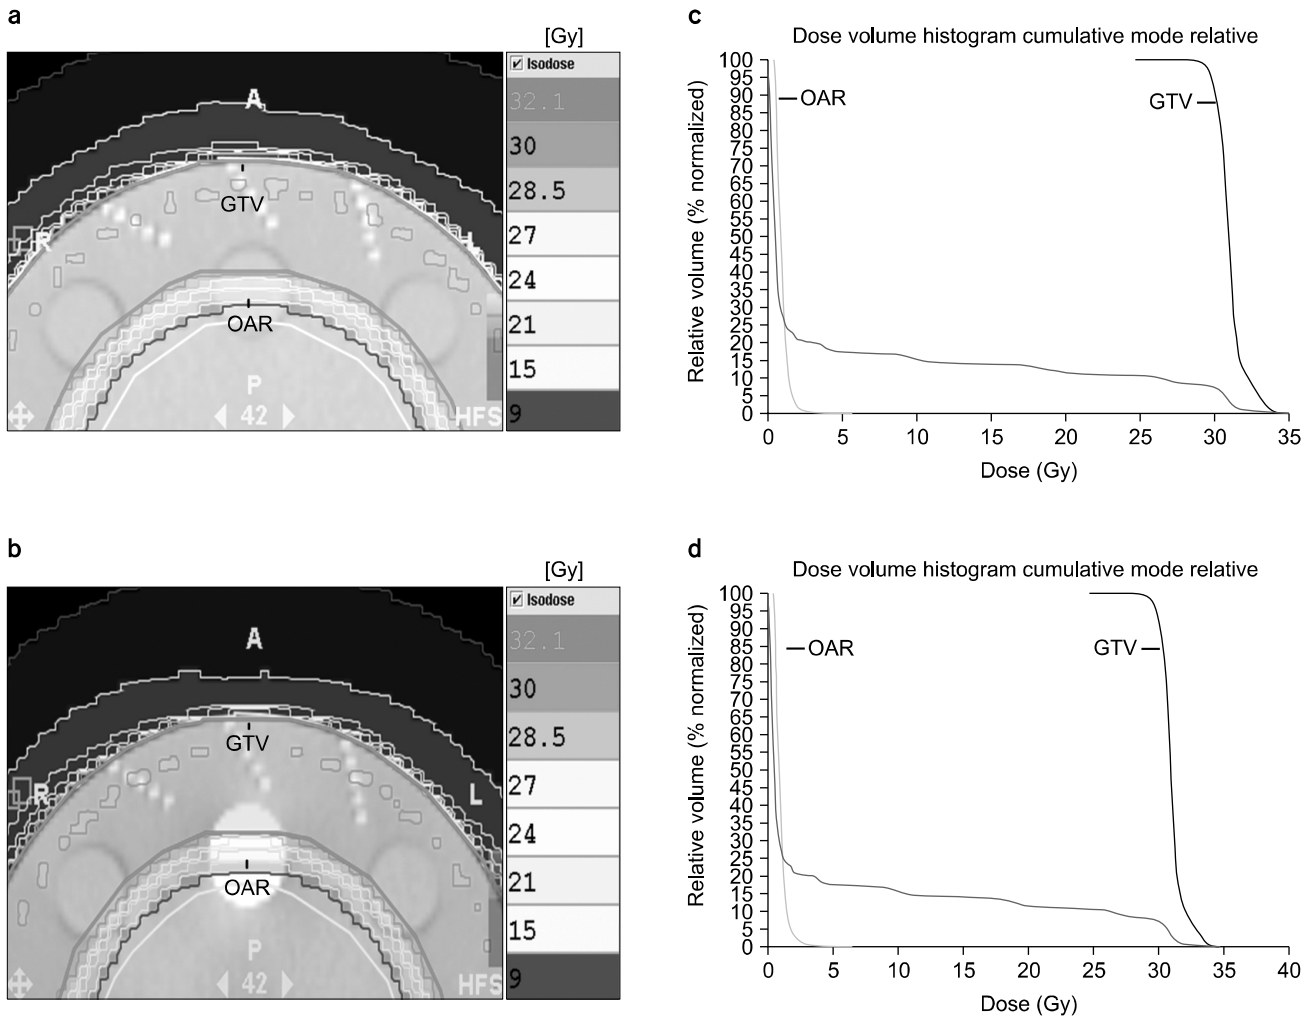 a
[Gy]
Isodose
32.1
30
28.5
27
24
21
15
9
A
R
L
GTV
OAR
P
42
HFS
c
Dose volume histogram cumulative mode relative
Relative volume (% normalized)
100
95
90
85
80
75
70
65
60
55
50
45
40
35
30
25
20
15
10
5
0
OAR
GTV
0 5 10 15 20 25 30 35
Dose (Gy)
b
[Gy]
Isodose
32.1
30
28.5
27
24
21
15
9
A
R
L
GTV
OAR
P
42
HFS
d
Dose volume histogram cumulative mode relative
Relative volume (% normalized)
100
95
90
85
80
75
70
65
60
55
50
45
40
35
30
25
20
15
10
5
0
OAR
GTV
0 5 10 15 20 25 30 35 40
Dose (Gy)